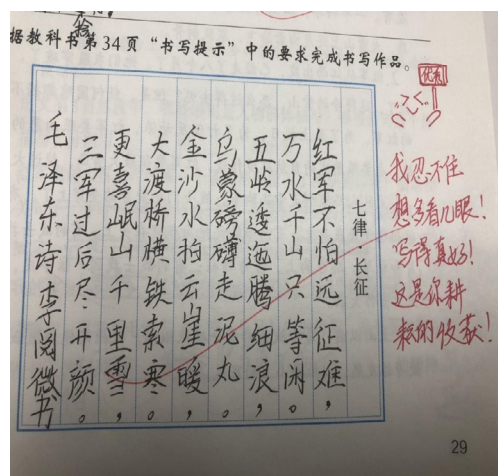 据教科书第34页“书写提示”中的要求完成书写作品。
七律·长征
红军不怕远征难，
万水千山只等闲。
五岭逶迤腾细浪，
乌蒙磅礴走泥丸。
金沙水拍云崖暖，
大渡桥横铁索寒。
更喜岷山千里雪，
三军过后尽开颜。
毛泽东诗李阅微书
优秀
我忍不住
想多看几眼！
写得真好！
这是你耕
耘的收获！
29